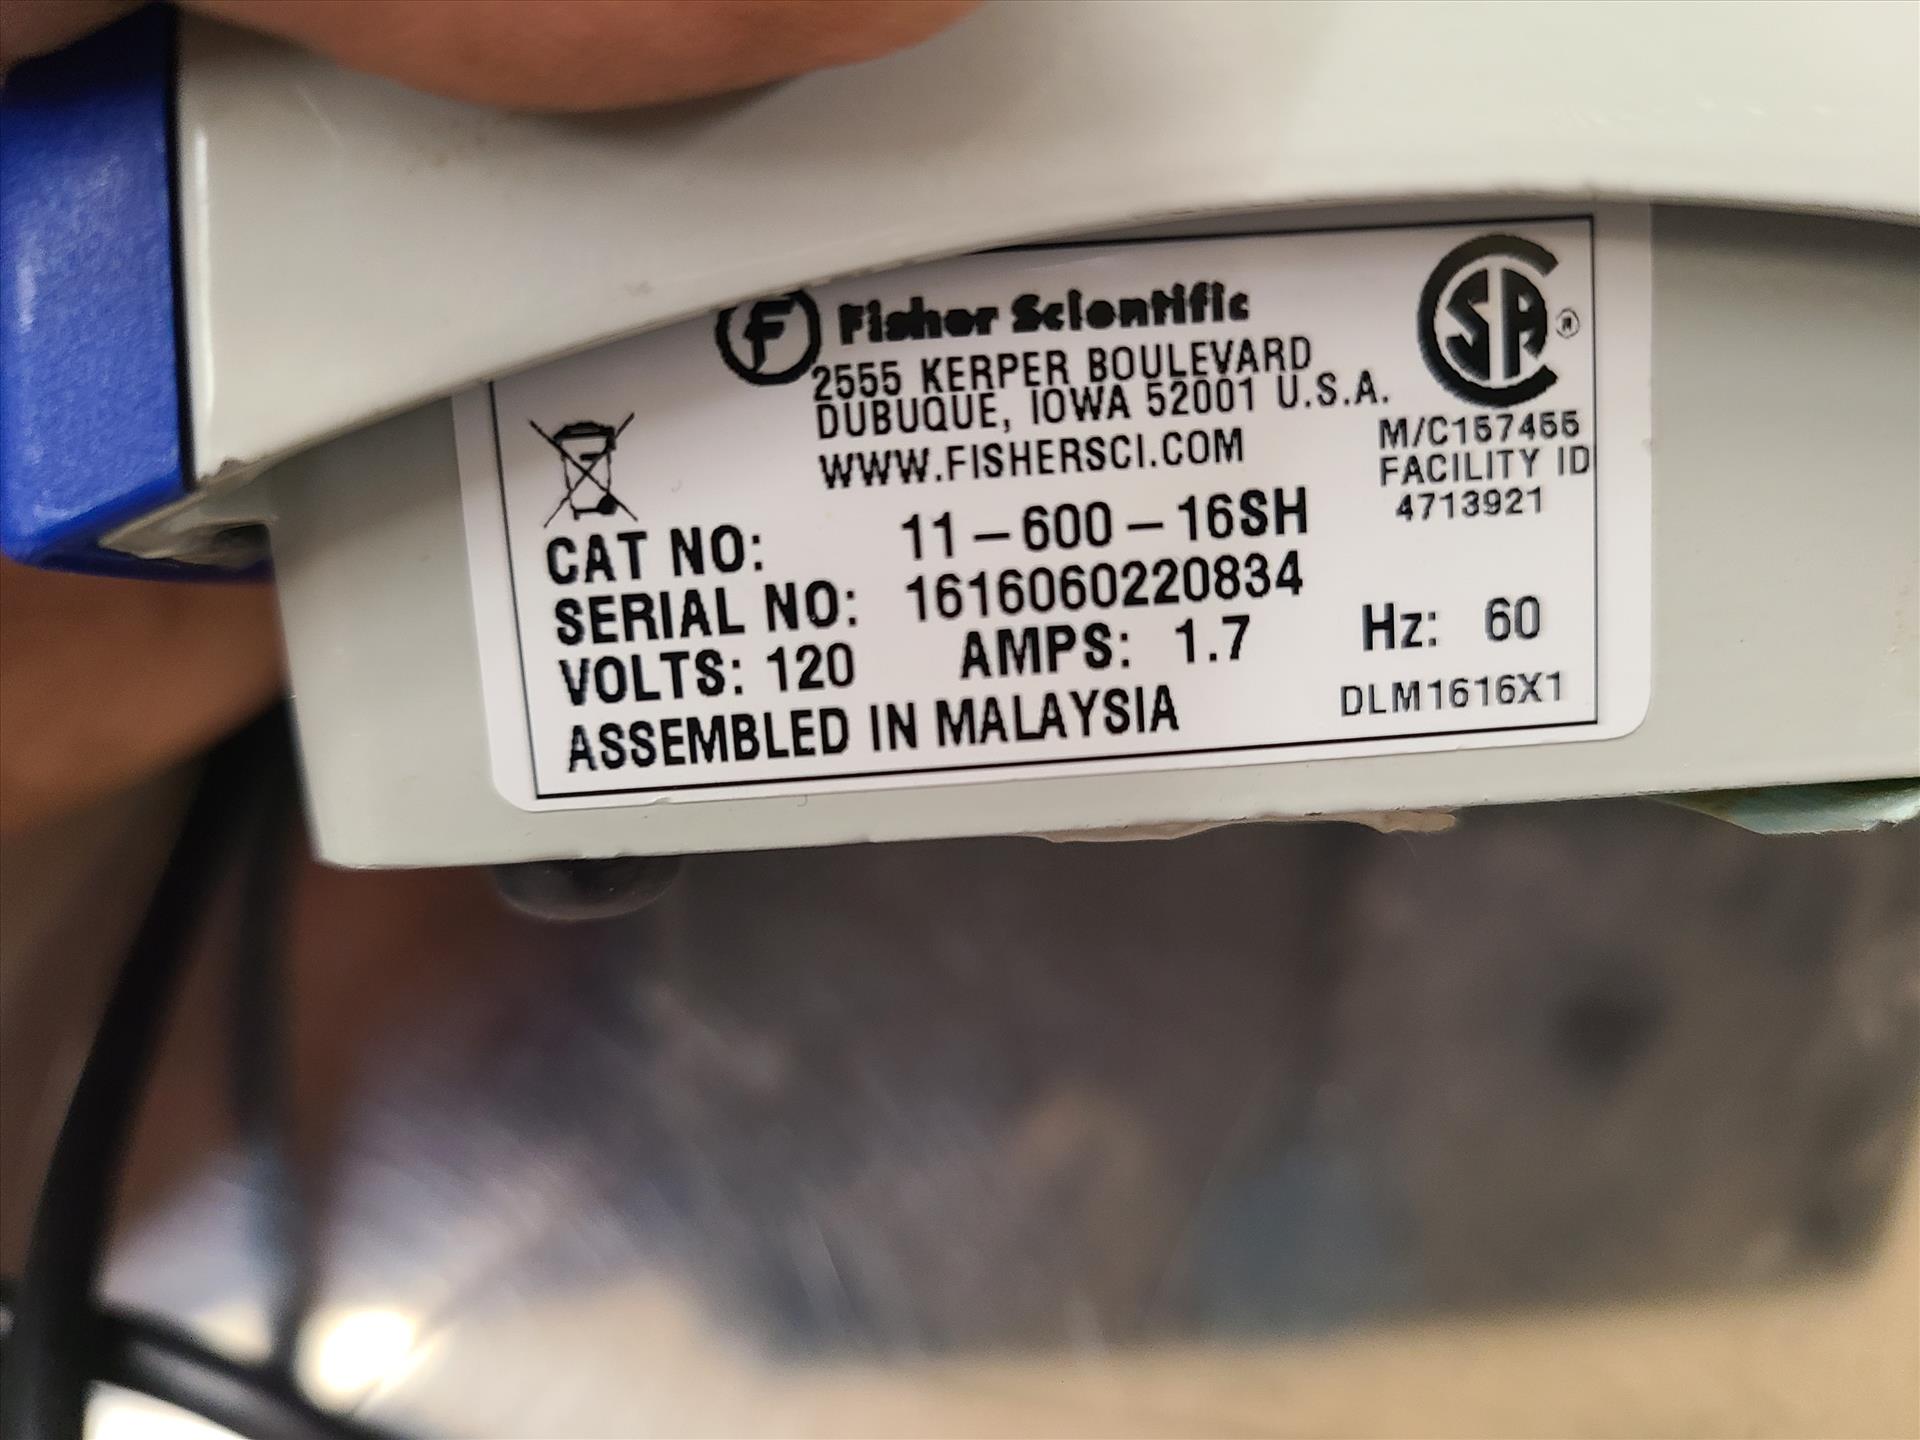 F Fisher Scientific
2555 KERPER BOULEVARD
DUBUQUE, IOWA 52001 U.S.A.
WWW.FISHERSCI.COM
SA ®
M/C157455
FACILITY ID
4713921
CAT NO: 11-600-16SH
SERIAL NO: 1616060220834
VOLTS: 120 AMPS: 1.7 Hz: 60
ASSEMBLED IN MALAYSIA DLM1616X1